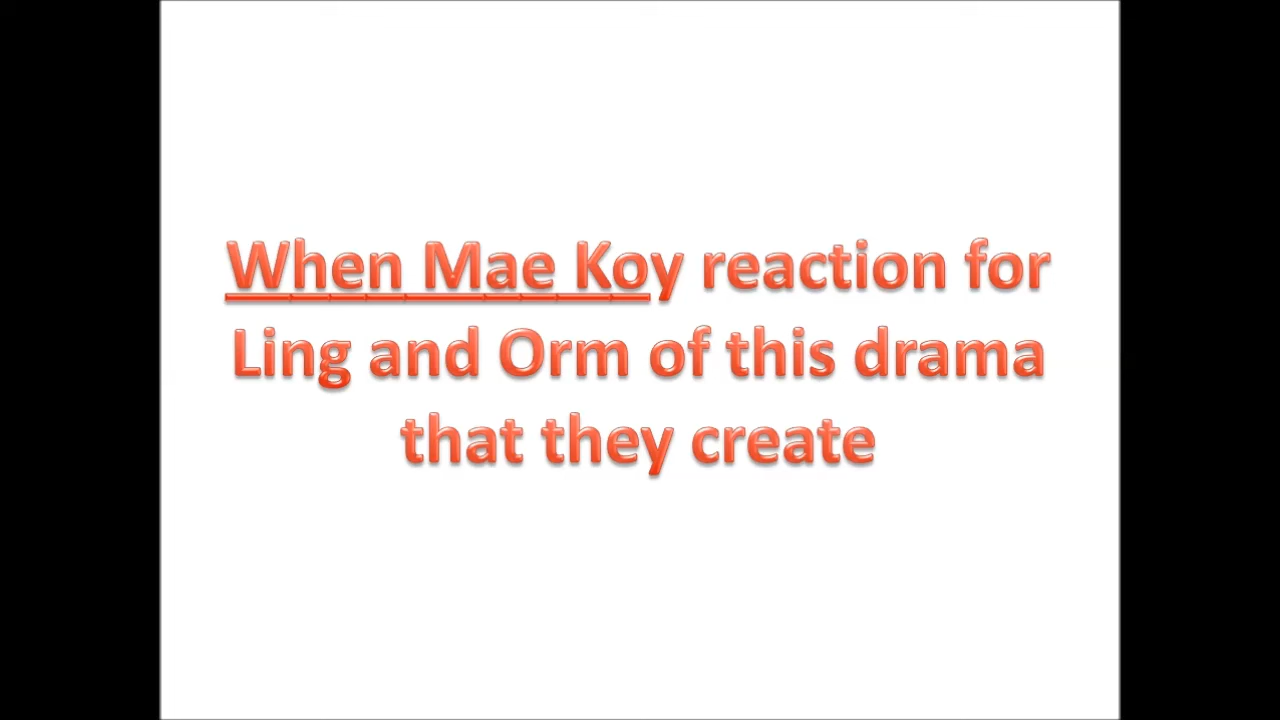 When Mae Koy reaction for
Ling and Orm of this drama
that they create